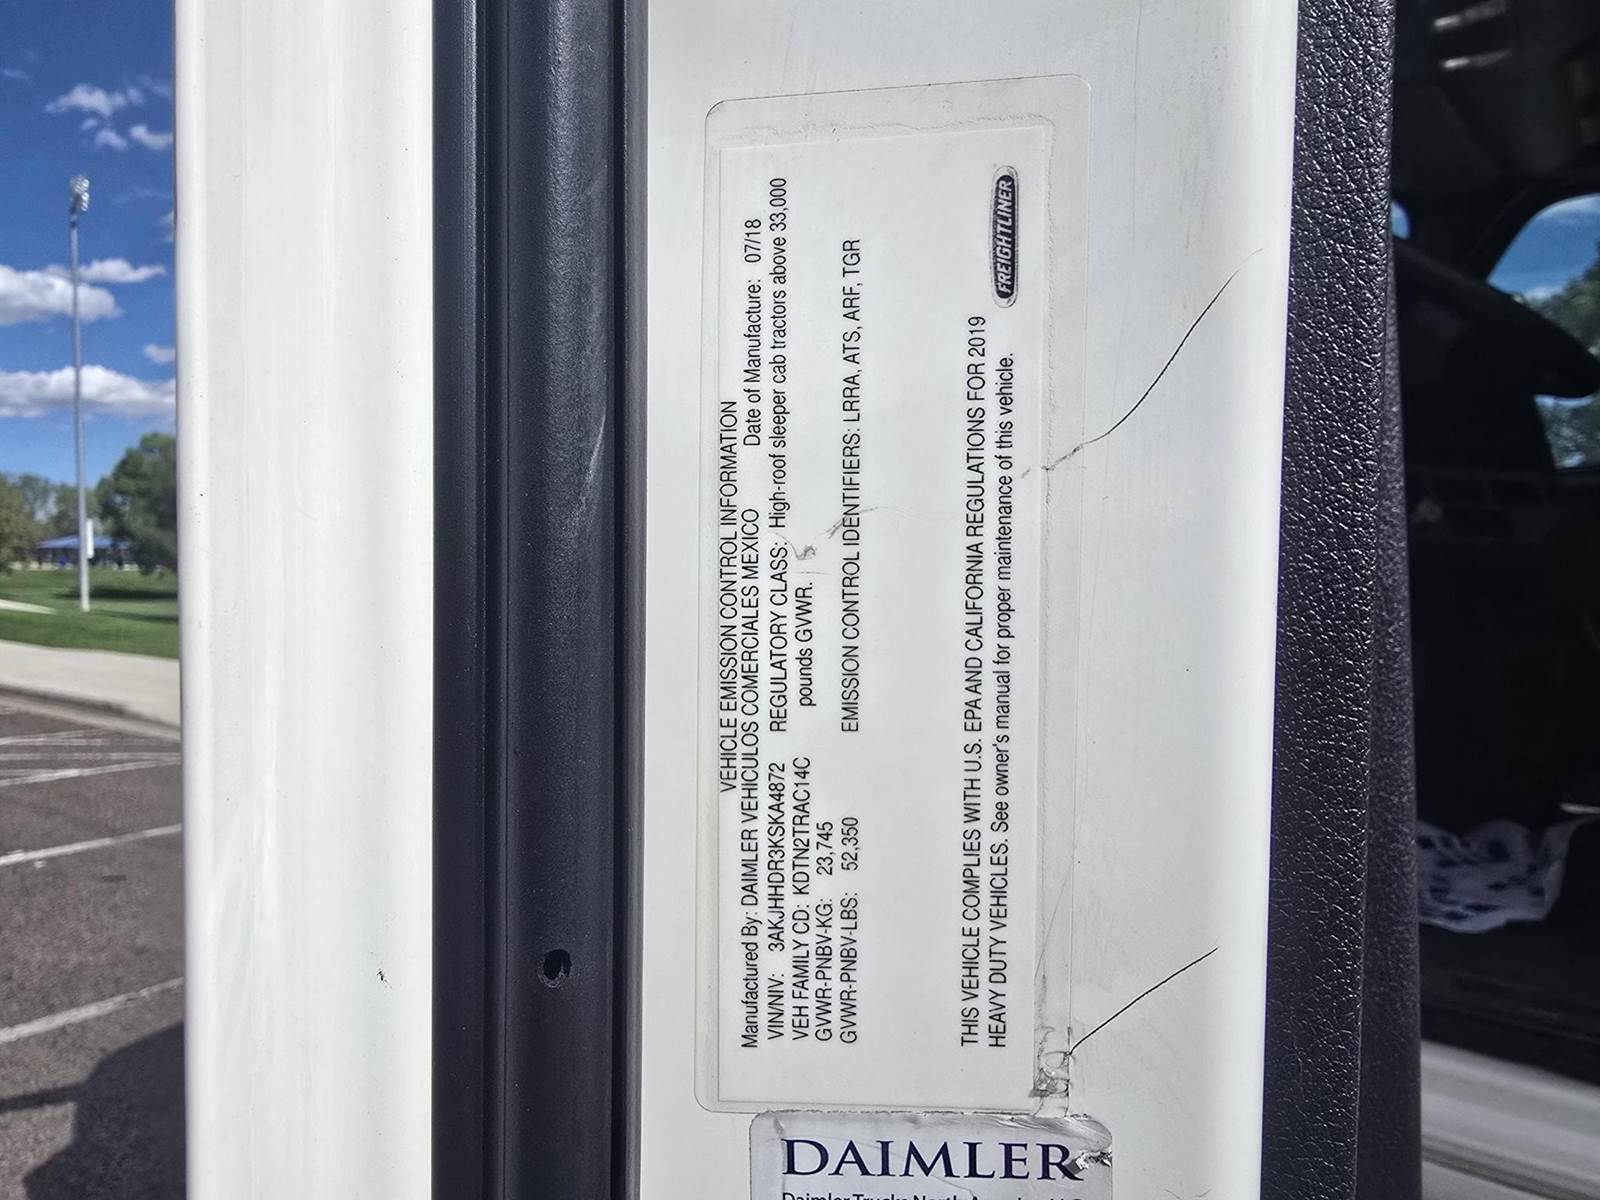 VEHICLE EMISSION CONTROL INFORMATION
Manufactured By: DAIMLER VEHICULOS COMERCIALES MEXICO Date of Manufacture: 07/18
VIN/NIV: 3AKJHHDR3KSKA4872 REGULATORY CLASS: High-roof sleeper cab tractors above 33,000
VEH FAMILY CD: KDTN2TRAC14C pounds GVWR.
GVWR-PNBV-KG: 23,745
GVWR-PNBV-LBS: 52,350 EMISSION CONTROL IDENTIFIERS: LRRA, ATS, ARF, TGR
THIS VEHICLE COMPLIES WITH U.S. EPA AND CALIFORNIA REGULATIONS FOR 2019
HEAVY DUTY VEHICLES. See owner's manual for proper maintenance of this vehicle.
FREIGHTLINER
DAIMLER
Daimler Trucks North